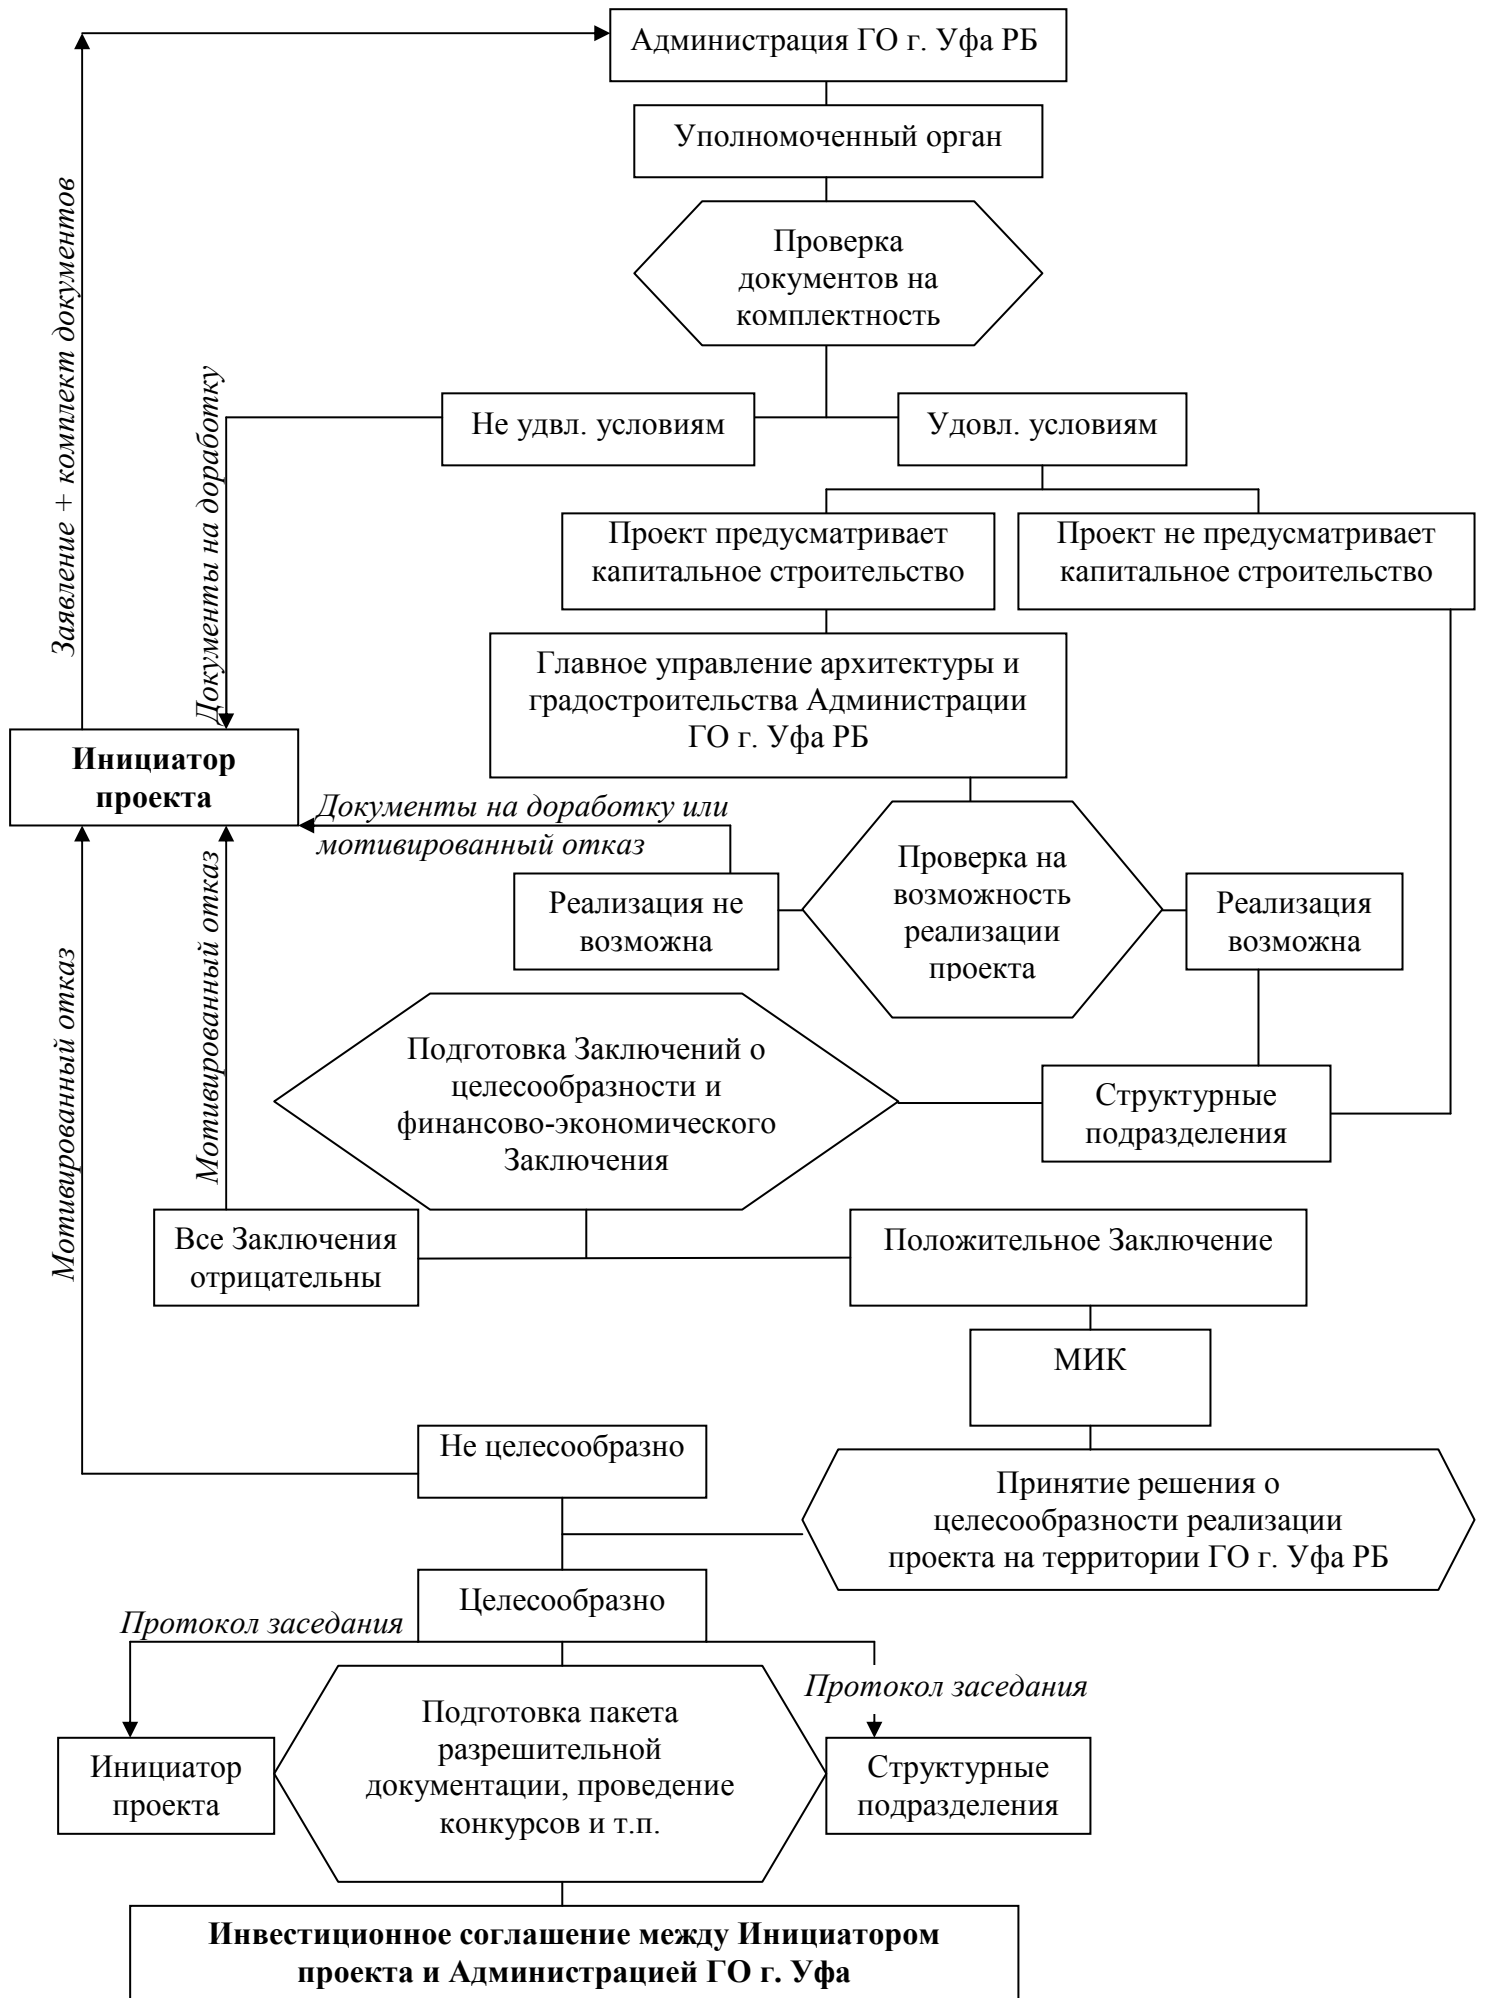 Администрация ГО г. Уфа РБ
Уполномоченный орган
Проверка
документов на
комплектность
Заявление + комплект документов
Документы на доработку
Не удвл. условиям
Удовл. условиям
Проект предусматривает
капитальное строительство
Проект не предусматривает
капитальное строительство
Главное управление архитектуры и
градостроительства Администрации
ГО г. Уфа РБ
Инициатор
проекта
Документы на доработку или
мотивированный отказ
Проверка на
возможность
реализации
проекта
Реализация не
возможна
Реализация
возможна
Мотивированный отказ
Мотивированный отказ
Подготовка Заключений о
целесообразности и
финансово-экономического
Заключения
Структурные
подразделения
Все Заключения
отрицательны
Положительное Заключение
МИК
Не целесообразно
Принятие решения о
целесообразности реализации
проекта на территории ГО г. Уфа РБ
Целесообразно
Протокол заседания
Протокол заседания
Подготовка пакета
разрешительной
документации, проведение
конкурсов и т.п.
Инициатор
проекта
Структурные
подразделения
Инвестиционное соглашение между Инициатором
проекта и Администрацией ГО г. Уфа